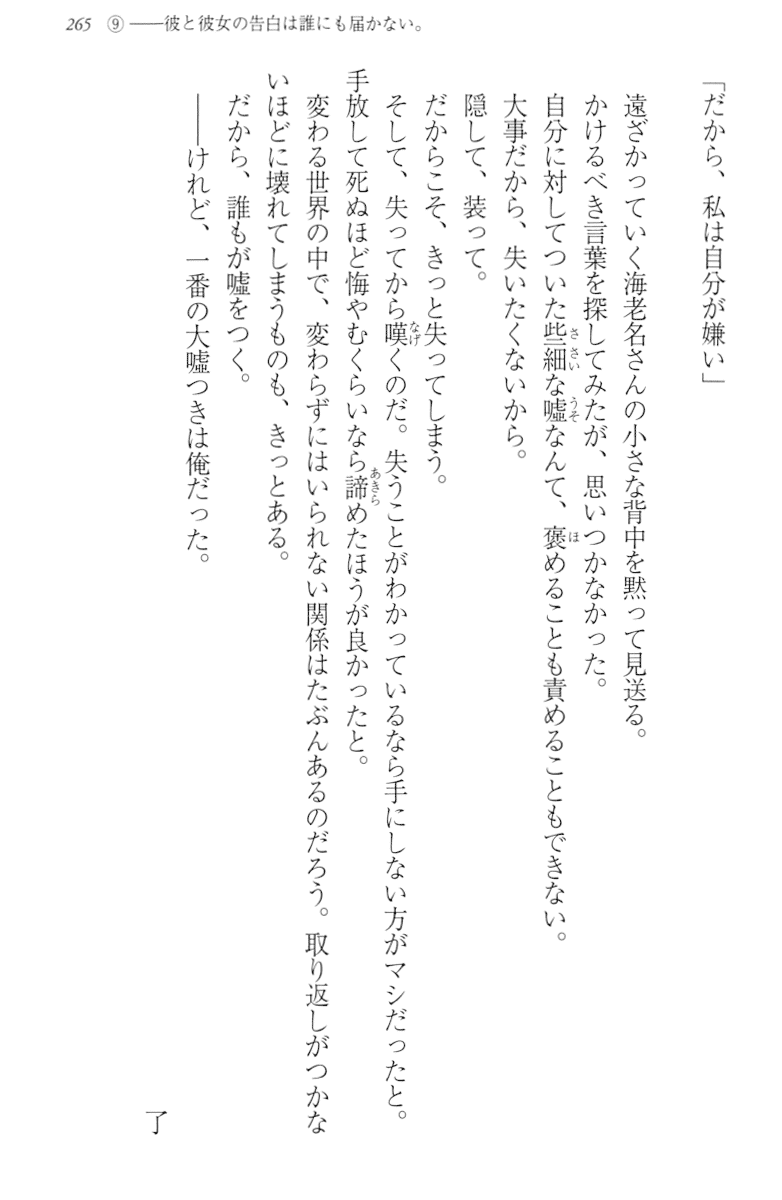 265 ⑨ ――彼と彼女の告白は誰にも届かない。
「だから、私は自分が嫌い」
遠ざかっていく海老名さんの小さな背中を黙って見送る。
かけるべき言葉を探してみたが、思いつかなかった。
自分に対してついた些細な嘘なんて、褒めることも責めることもできない。
ささい
うそ
ほ
大事だから、失いたくないから。
隠して、装って。
だからこそ、きっと失ってしまう。
そして、失ってから嘆くのだ。失うことがわかっているなら手にしない方がマシだったと。
なげ
手放して死ぬほど悔やむくらいなら諦めたほうが良かったと。
あきら
変わる世界の中で、変わらずにはいられない関係はたぶんあるのだろう。取り返しがつかな
いほどに壊れてしまうものも、きっとある。
だから、誰もが嘘をつく。
――けれど、一番の大嘘つきは俺だった。
了